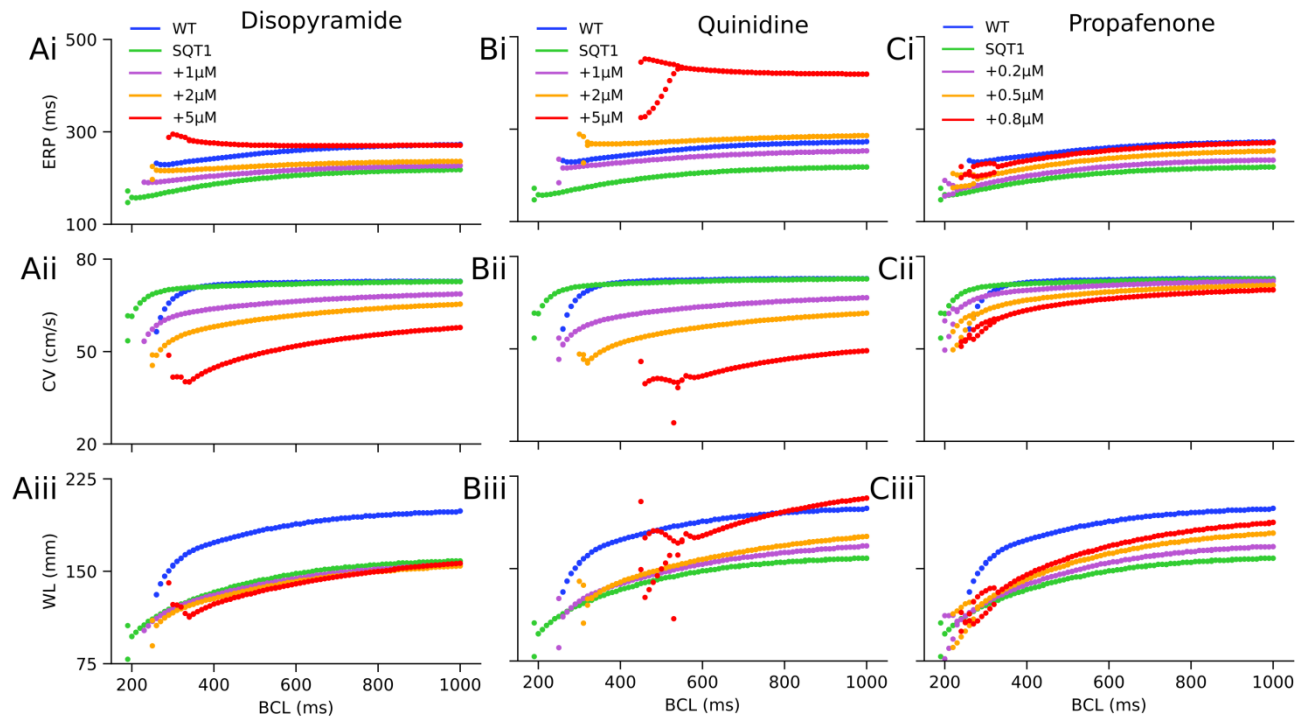 Disopyramide
Quinidine
Propafenone
Ai
500
300
100
ERP (ms)
WT
SQT1
+1μM
+2μM
+5μM
Bi
WT
SQT1
+1μM
+2μM
+5μM
Ci
WT
SQT1
+0.2μM
+0.5μM
+0.8μM
Aii
80
50
20
CV (cm/s)
Bii
Cii
Aiii
225
150
75
WL (mm)
Biii
Ciii
200 400 600 800 1000
BCL (ms)
200 400 600 800 1000
BCL (ms)
200 400 600 800 1000
BCL (ms)